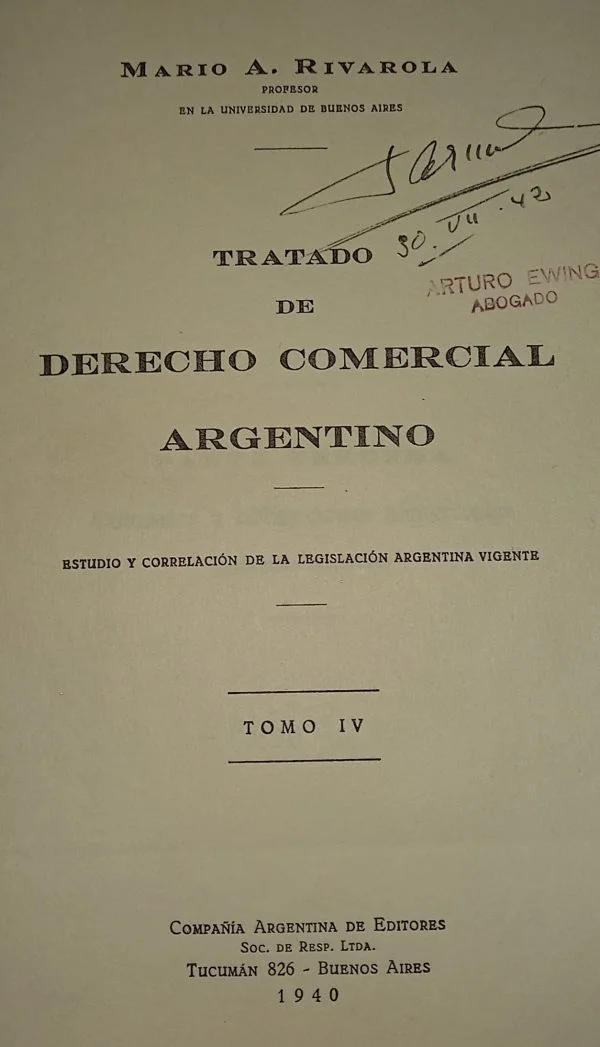 MARIO A. RIVAROLA
PROFESOR
EN LA UNIVERSIDAD DE BUENOS AIRES
30.VII.42
TRATADO
ARTURO EWING
ABOGADO
DE
DERECHO COMERCIAL
ARGENTINO
ESTUDIO Y CORRELACIÓN DE LA LEGISLACIÓN ARGENTINA VIGENTE
TOMO IV
COMPAÑÍA ARGENTINA DE EDITORES
SOC. DE RESP. LTDA.
TUCUMÁN 826 - BUENOS AIRES
1940